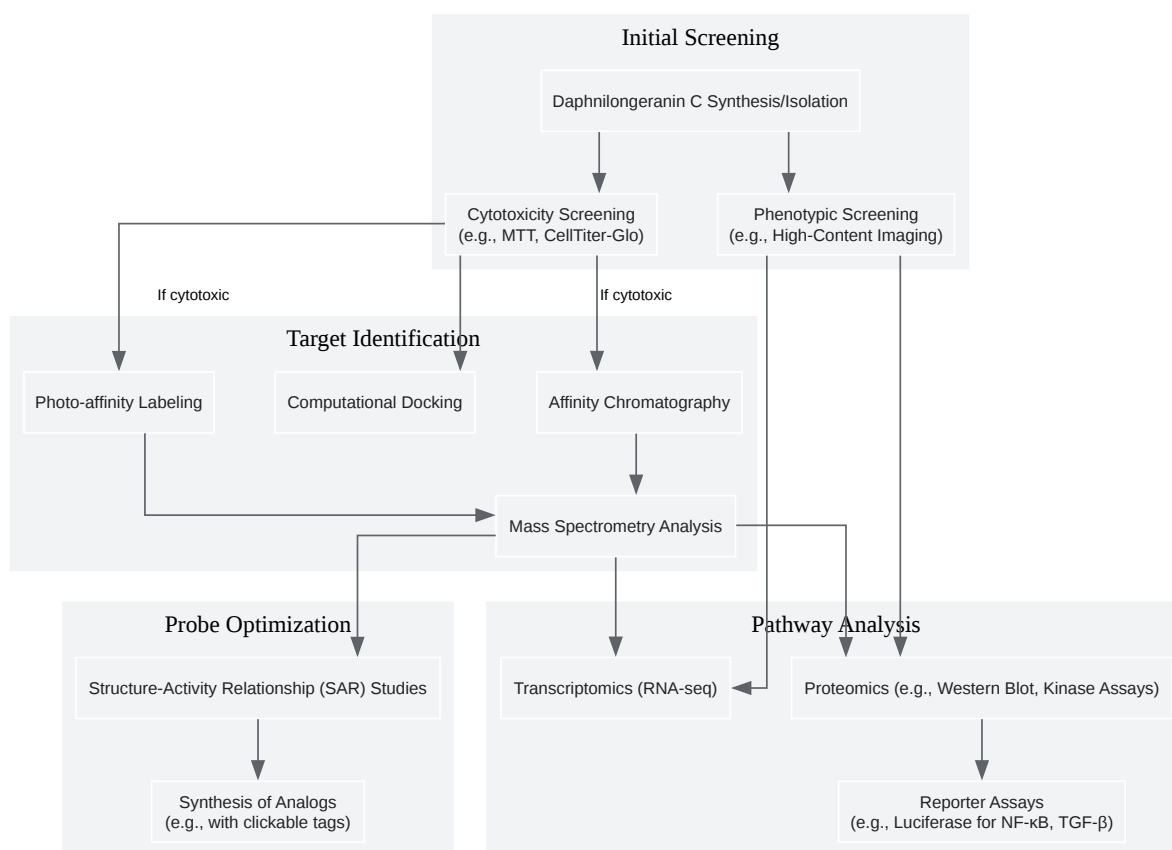 Initial Screening
Daphnilongeranin C Synthesis/Isolation
Cytotoxicity Screening
(e.g., MTT, CellTiter-Glo)
Phenotypic Screening
(e.g., High-Content Imaging)
If cytotoxic
If cytotoxic
Target Identification
Photo-affinity Labeling
Computational Docking
Affinity Chromatography
Mass Spectrometry Analysis
Probe Optimization
Pathway Analysis
Structure-Activity Relationship (SAR) Studies
Transcriptomics (RNA-seq)
Proteomics (e.g., Western Blot, Kinase Assays)
Synthesis of Analogs
(e.g., with clickable tags)
Reporter Assays
(e.g., Luciferase for NF-κB, TGF-β)